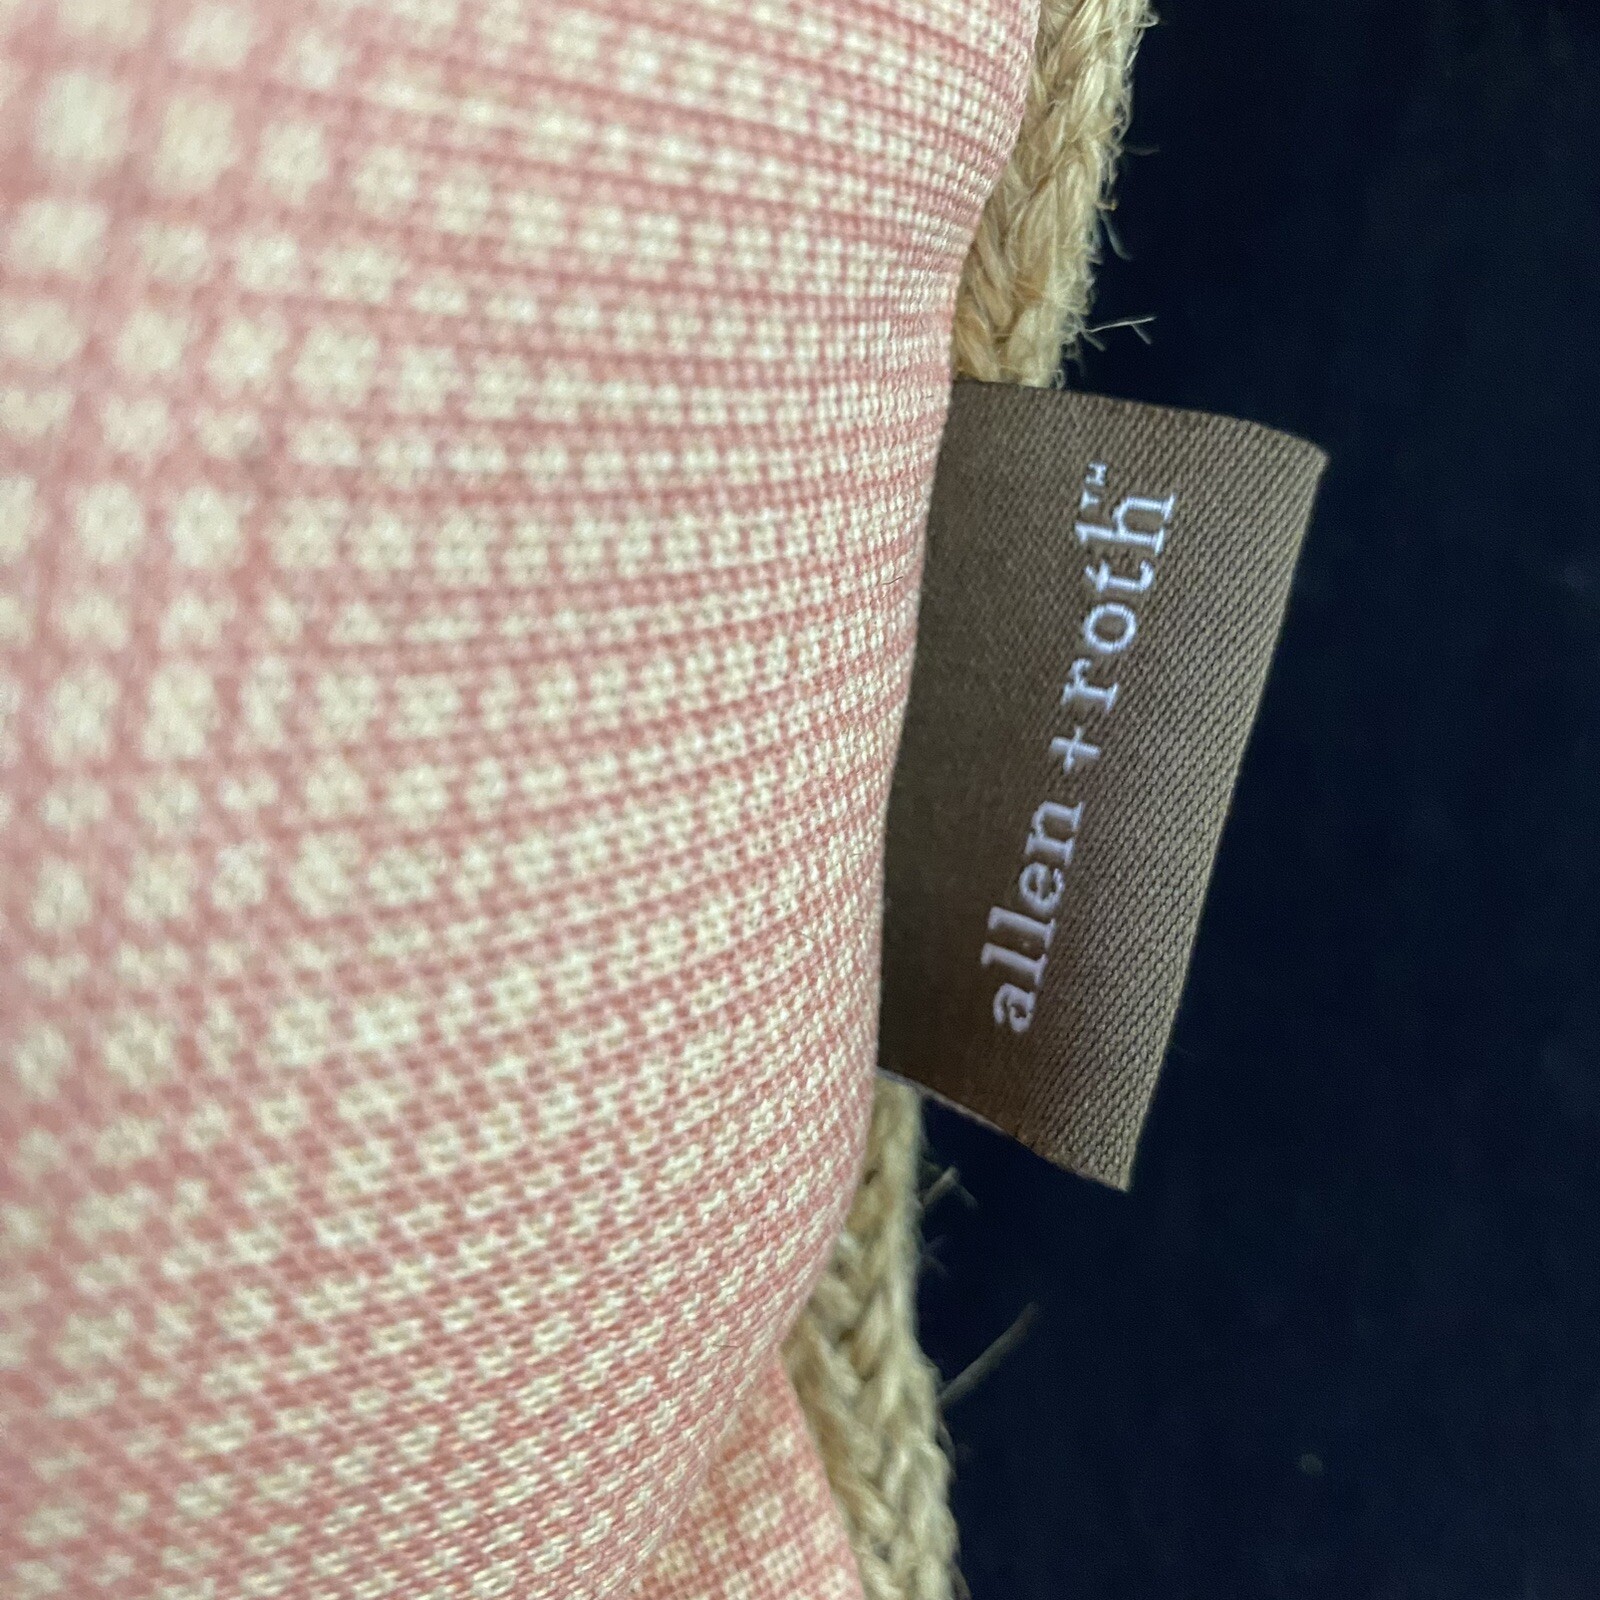 allen + roth™